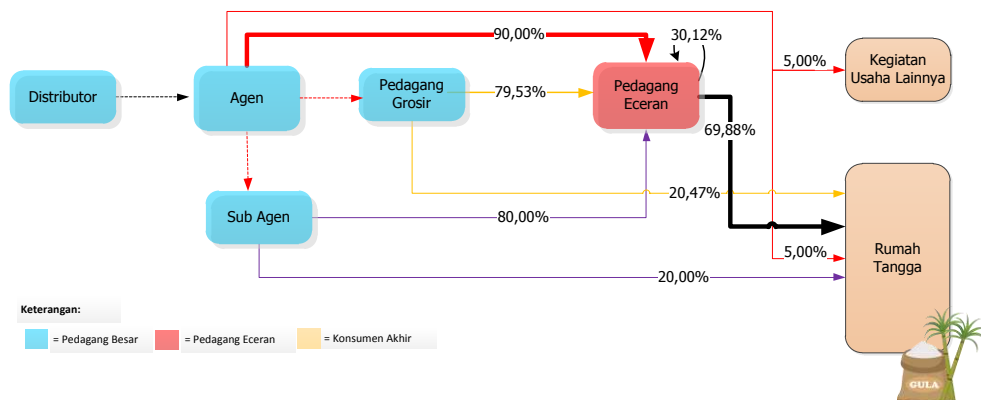 90,00%
30,12%
5,00%
Kegiatan
Usaha Lainnya
Distributor
Agen
Pedagang
Grosir
79,53%
Pedagang
Eceran
69,88%
20,47%
Sub Agen
80,00%
Rumah
Tangga
5,00%
20,00%
Keterangan:
= Pedagang Besar
= Pedagang Eceran
= Konsumen Akhir
GULA